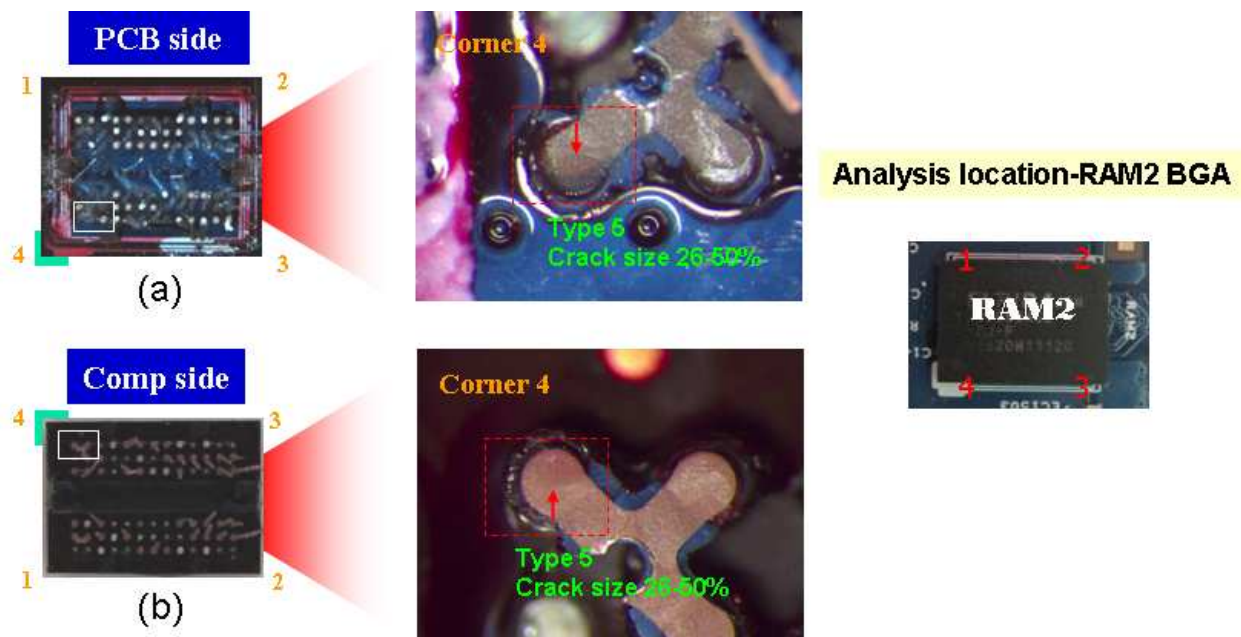 PCB side
1
2
4
3
(a)
Corner 4
Type 5
Crack size 26-50%
Analysis location-RAM2 BGA
1
2
RAM2
4
3
RAM2
Comp side
4
3
1
2
(b)
Corner 4
Type 5
Crack size 26-50%